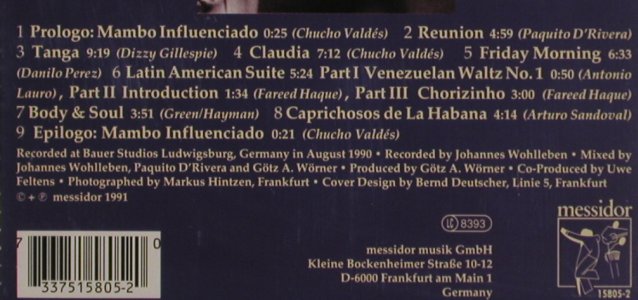 1 Prologo: Mambo Influenciado 0:25 (Chucho Valdés) 2 Reunion 4:59 (Paquito D'Rivera)
3 Tanga 9:19 (Dizzy Gillespie) 4 Claudia 7:12 (Chucho Valdés) 5 Friday Morning 6:33
(Danilo Perez) 6 Latin American Suite 5:24 Part I Venezuelan Waltz No. 1 0:50 (Antonio
Lauro), Part II Introduction 1:34 (Fareed Haque), Part III Chorizinho 3:00 (Fareed Haque)
7 Body & Soul 3:51 (Green/Hayman) 8 Caprichosos de La Habana 4:14 (Arturo Sandoval)
9 Epilogo: Mambo Influenciado 0:21 (Chucho Valdés)
Recorded at Bauer Studios Ludwigsburg, Germany in August 1990 • Recorded by Johannes Wohlleben • Mixed by
Johannes Wohlleben, Paquito D'Rivera and Götz A. Wörner • Produced by Götz A. Wörner • Co-Produced by Uwe
Feltens • Photographed by Markus Hintzen, Frankfurt • Cover Design by Bernd Deutscher, Linie 5, Frankfurt
© + ℗ messidor 1991
7 0
337515805-2
LC 8393
messidor musik GmbH
Kleine Bockenheimer Straße 10-12
D-6000 Frankfurt am Main 1
Germany
messidor
15805-2